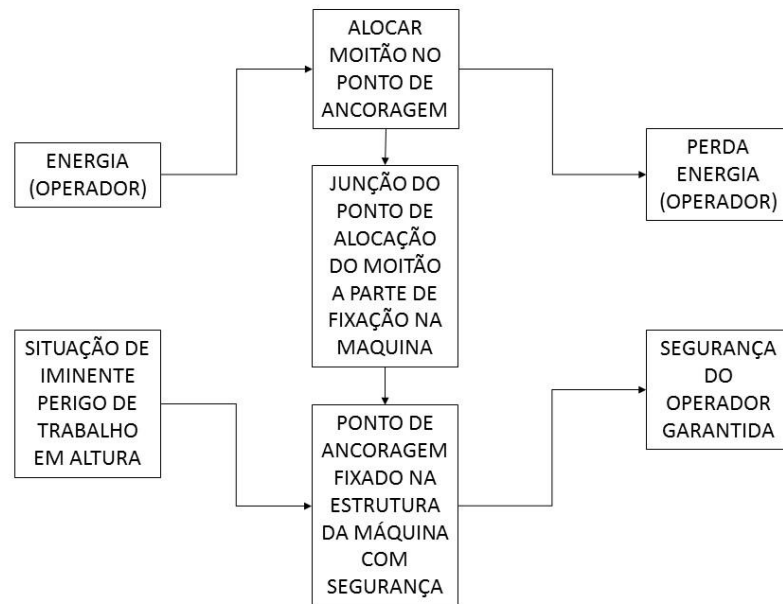 ALOCAR
MOITÃO NO
PONTO DE
ANCORAGEM
ENERGIA
(OPERADOR)
PERDA
ENERGIA
(OPERADOR)
JUNÇÃO DO
PONTO DE
ALOCAÇÃO
DO MOITÃO
A PARTE DE
FIXAÇÃO NA
MAQUINA
SITUAÇÃO DE
IMINENTE
PERIGO DE
TRABALHO
EM ALTURA
SEGURANÇA
DO
OPERADOR
GARANTIDA
PONTO DE
ANCORAGEM
FIXADO NA
ESTRUTURA
DA MÁQUINA
COM
SEGURANÇA